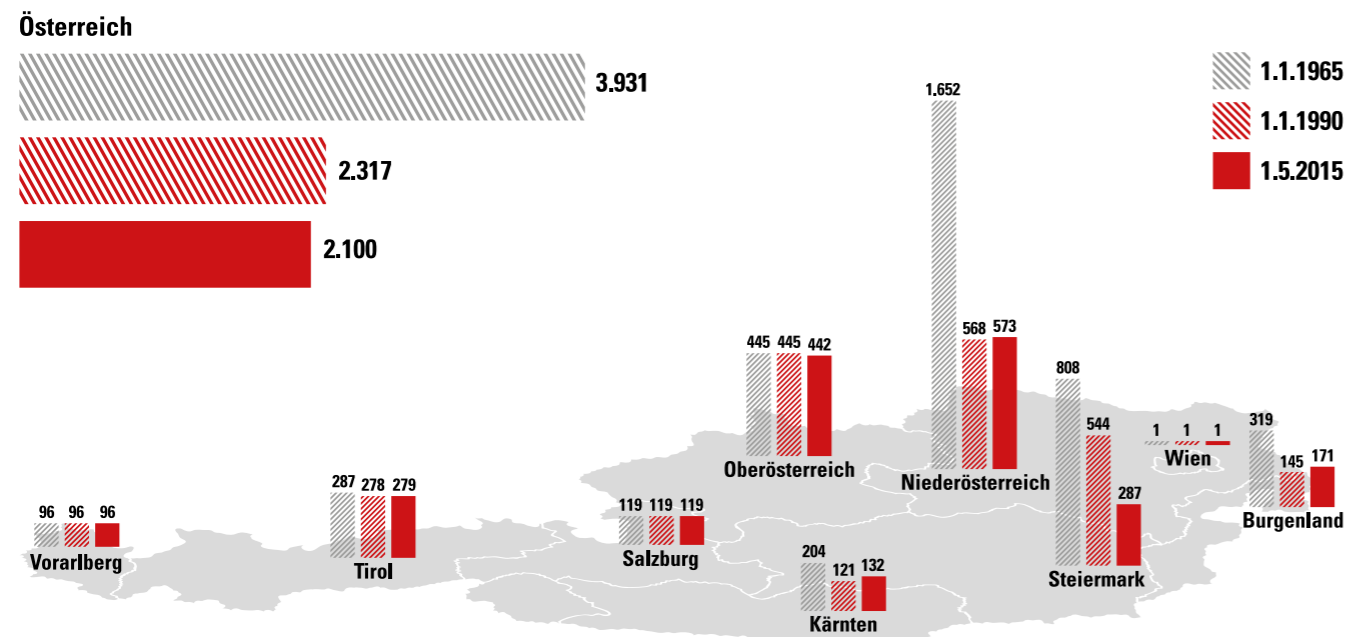 Österreich
3.931
2.317
2.100
1.1.1965
1.1.1990
1.5.2015
96 96 96
Vorarlberg
287 278 279
Tirol
119 119 119
Salzburg
445 445 442
Oberösterreich
204 121 132
Kärnten
1.652 568 573
Niederösterreich
808 544 287
Steiermark
1 1 1
Wien
319 145 171
Burgenland